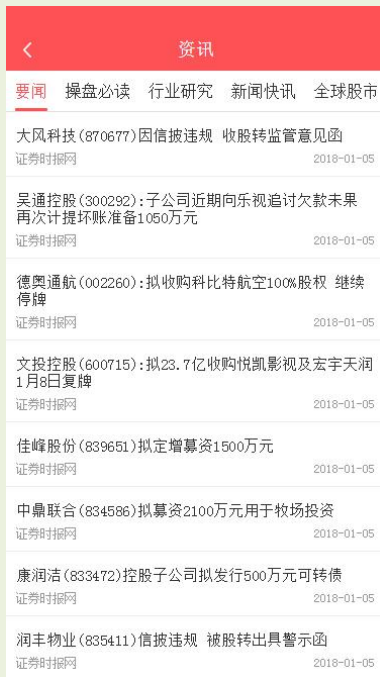 资讯
要闻 操盘必读 行业研究 新闻快讯 全球股市
大风科技(870677)因信披违规 收股转监管意见函
证券时报网 2018-01-05
吴通控股(300292):子公司近期向乐视追讨欠款未果
再次计提坏账准备1050万元
证券时报网 2018-01-05
德奥通航(002260):拟收购科比特航空100%股权 继续
停牌
证券时报网 2018-01-05
文投控股(600715):拟23.7亿收购悦凯影视及宏宇天润
1月8日复牌
证券时报网 2018-01-05
佳峰股份(839651)拟定增募资1500万元
证券时报网 2018-01-05
中鼎联合(834586)拟募资2100万元用于牧场投资
证券时报网 2018-01-05
康润洁(833472)控股子公司拟发行500万元可转债
证券时报网 2018-01-05
润丰物业(835411)信披违规 被股转出具警示函
证券时报网 2018-01-05